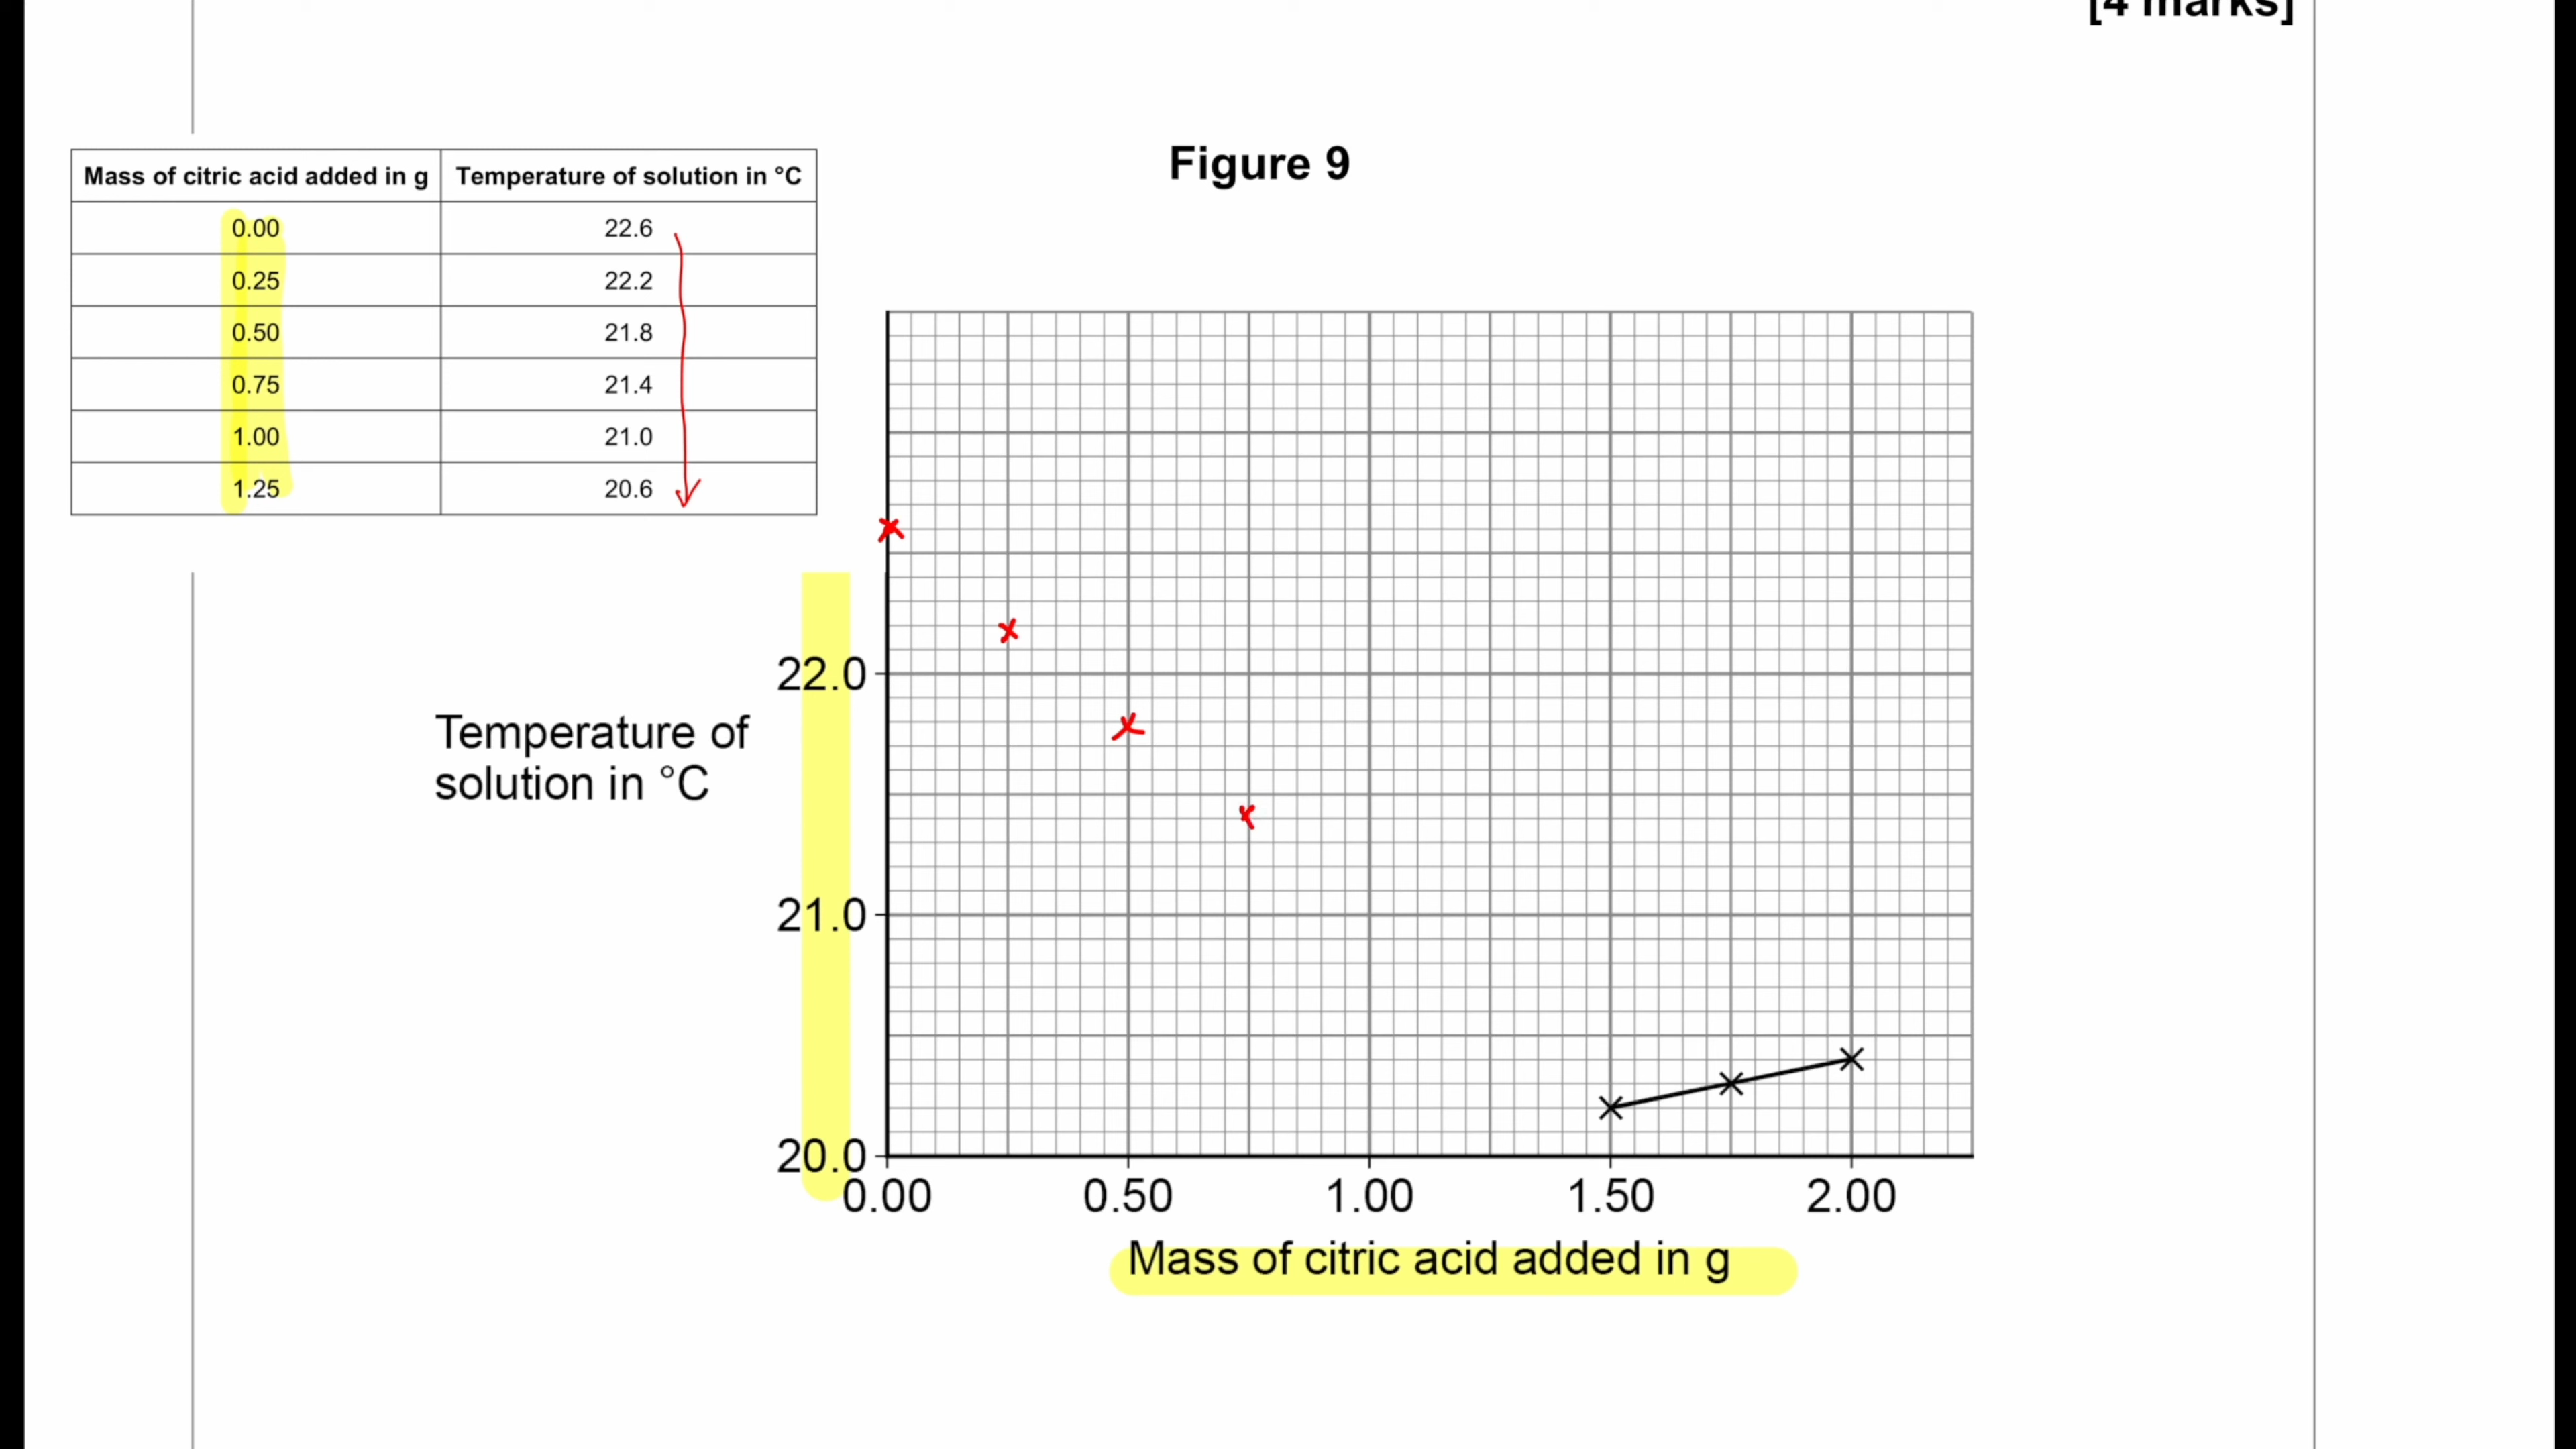 [4 marks]
Mass of citric acid added in g Temperature of solution in °C
0.00 22.6
0.25 22.2
0.50 21.8
0.75 21.4
1.00 21.0
1.25 20.6
Figure 9
Temperature of
solution in °C
22.0
21.0
20.0
0.00 0.50 1.00 1.50 2.00
Mass of citric acid added in g